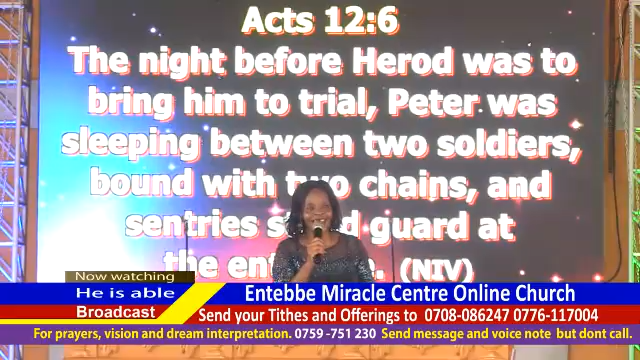 Acts 12:6
The night before Herod was to
bring him to trial, Peter was
sleeping between two soldiers,
bound with two chains, and
sentries guard at
the (NIV)
Now watching
He is able
Broadcast
Entebbe Miracle Centre Online Church
Send your Tithes and Offerings to 0708-086247 0776-117004
For prayers, vision and dream interpretation. 0759 -751 230 Send message and voice note but dont call.